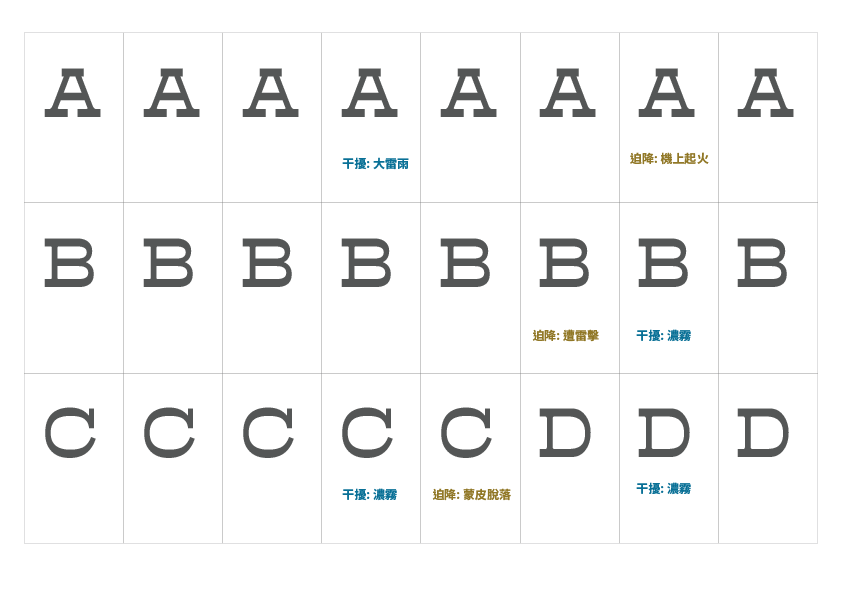 A A A A A A A A
干擾: 大雷雨 迫降: 機上起火
B B B B B B B B
迫降: 遭雷擊 干擾: 濃霧
C C C C C D D D
干擾: 濃霧 迫降: 蒙皮脫落 干擾: 濃霧